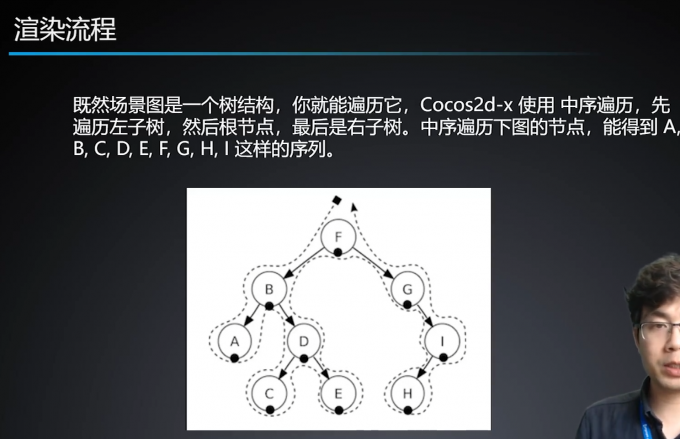 渲染流程
既然场景图是一个树结构，你就能遍历它，Cocos2d-x 使用 中序遍历，先
遍历左子树，然后根节点，最后是右子树。中序遍历下图的节点，能得到 A,
B, C, D, E, F, G, H, I 这样的序列。
F
B G
A D I
C E H